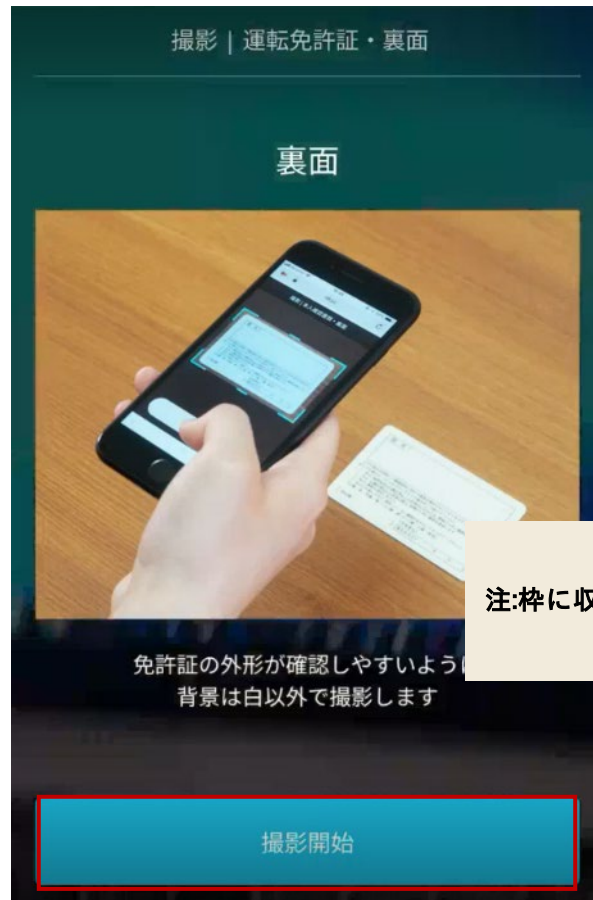 撮影 | 運転免許証・裏面
裏面
注:枠に収
免許証の外形が確認しやすいよう
背景は白以外で撮影します
撮影開始